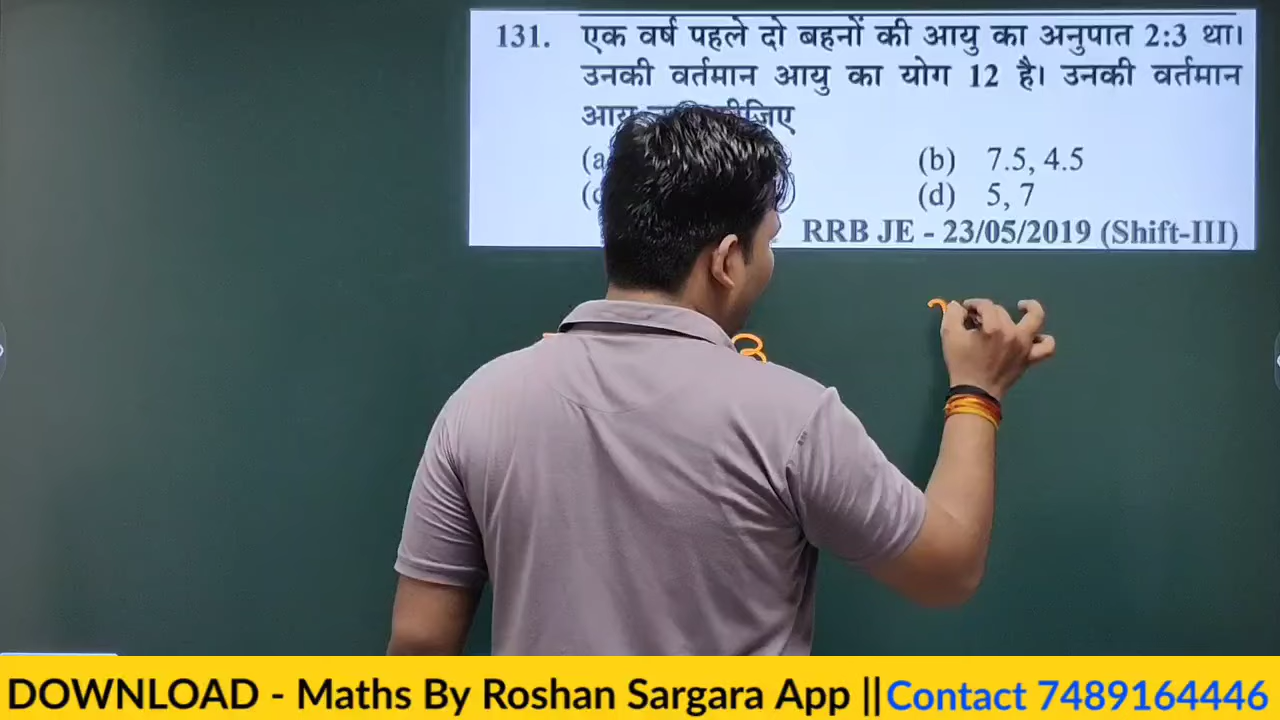 131. एक वर्ष पहले दो बहनों की आयु का अनुपात 2:3 था।
उनकी वर्तमान आयु का योग 12 है। उनकी वर्तमान
(b) 7.5, 4.5
(d) 5, 7
RRB JE - 23/05/2019 (Shift-III)
3
DOWNLOAD - Maths By Roshan Sargara App || Contact 7489164446